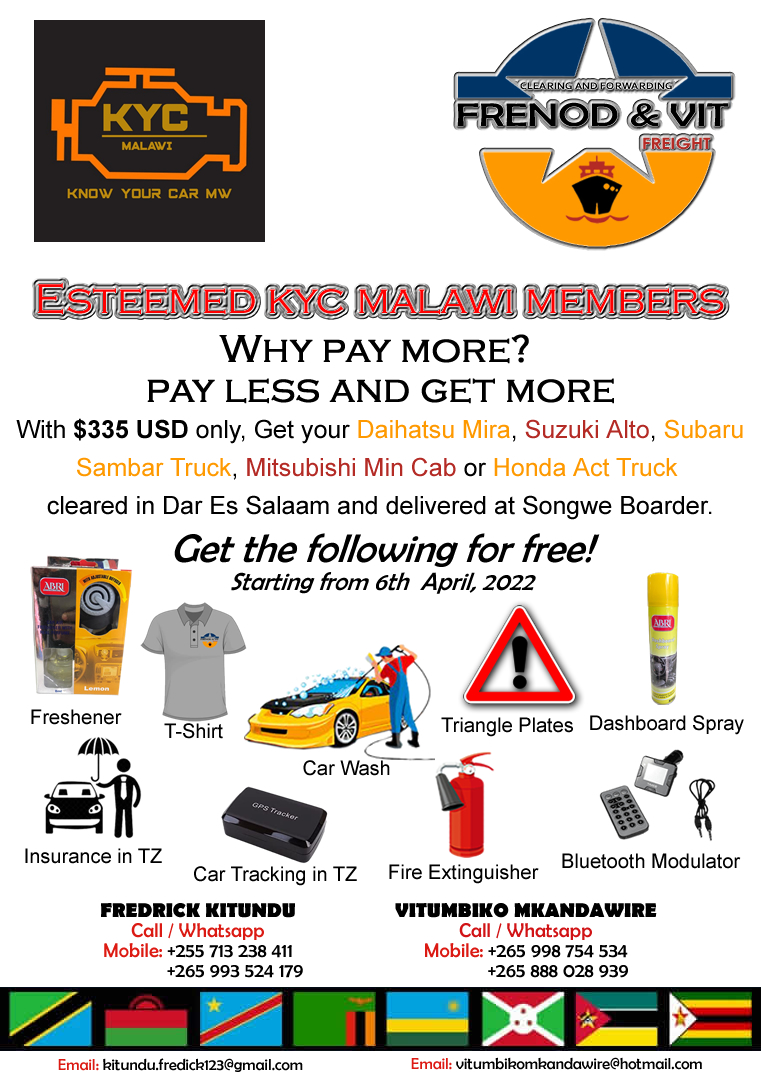 KYC
MALAWI
KNOW YOUR CAR MW
CLEARING AND FORWARDING
FRENOD & VIT
FREIGHT
ESTEEMED KYC MALAWI MEMBERS
WHY PAY MORE?
PAY LESS AND GET MORE
With $335 USD only, Get your Daihatsu Mira, Suzuki Alto, Subaru
Sambar Truck, Mitsubishi Min Cab or Honda Act Truck
cleared in Dar Es Salaam and delivered at Songwe Boarder.
Get the following for free!
Starting from 6th April, 2022
ABRO
Lemon
Freshener
T-Shirt
Car Wash
Triangle Plates
ABRO
Dashboard Spray
Insurance in TZ
GPS Tracker
Car Tracking in TZ
Fire Extinguisher
Bluetooth Modulator
FREDRICK KITUNDU
Call / Whatsapp
Mobile: +255 713 238 411
+265 993 524 179
VITUMBIKO MKANDAWIRE
Call / Whatsapp
Mobile: +265 998 754 534
+265 888 028 939
Email: kitundu.fredick123@gmail.com
Email: vitumbikomkandawire@hotmail.com